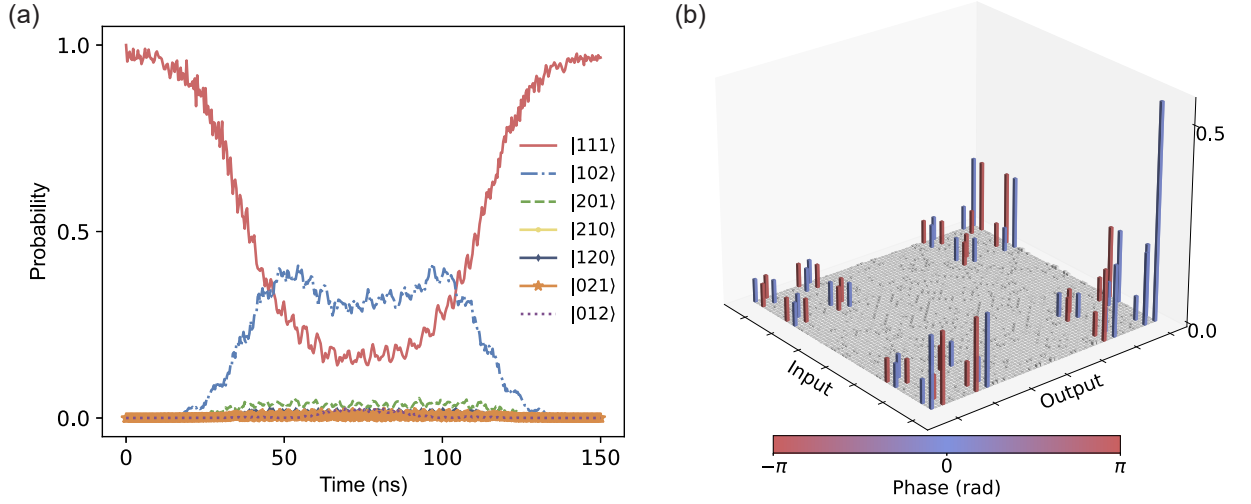 (a)
1.0
0.5
0.0
Probability
0
50
100
150
Time (ns)
|111⟩
|102⟩
|201⟩
|210⟩
|120⟩
|021⟩
|012⟩
(b)
0.5
0.0
Input
Output
−π
0
π
Phase (rad)